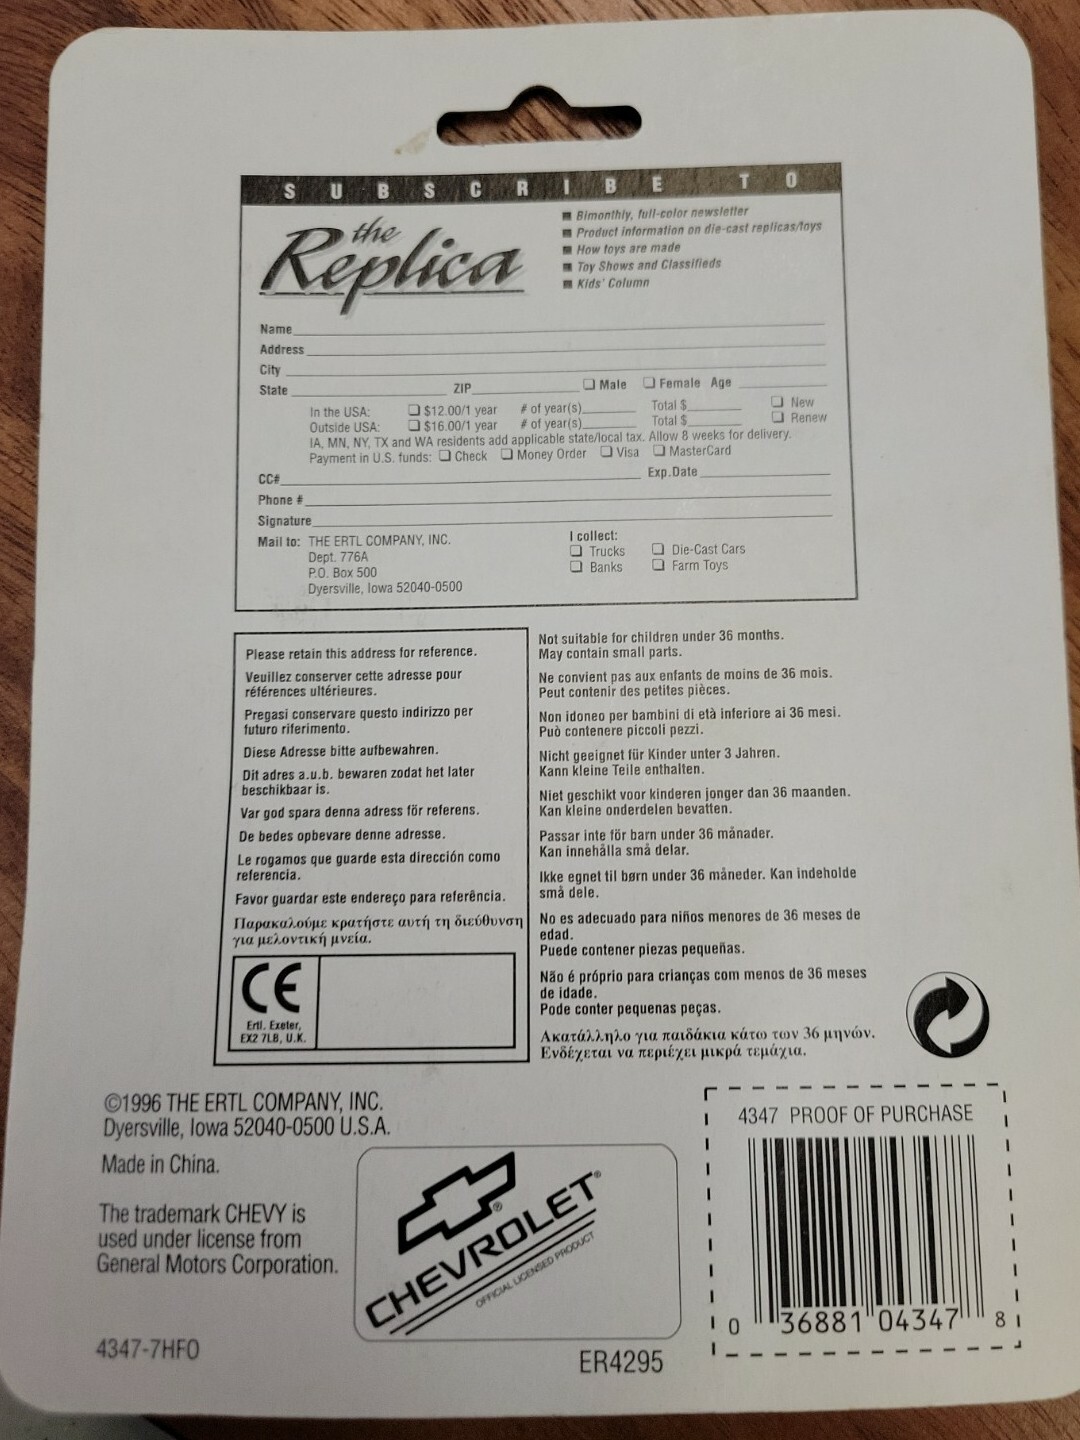 SUBSCRIBE TO
the
Replica
■ Bimonthly, full-color newsletter
■ Product information on die-cast replicas/toys
■ How toys are made
■ Toy Shows and Classifieds
■ Kids' Column
Name
Address
City
State ZIP ❑ Male ❑ Female Age
In the USA: ❑ $12.00/1 year # of year(s) Total $ ❑ New
Outside USA: ❑ $16.00/1 year # of year(s) Total $ ❑ Renew
IA, MN, NY, TX and WA residents add applicable state/local tax. Allow 8 weeks for delivery.
Payment in U.S. funds: ❑ Check ❑ Money Order ❑ Visa ❑ MasterCard
CC# Exp.Date
Phone #
Signature
Mail to: THE ERTL COMPANY, INC.
Dept. 776A
P.O. Box 500
Dyersville, Iowa 52040-0500
I collect:
❑ Trucks ❑ Die-Cast Cars
❑ Banks ❑ Farm Toys
Please retain this address for reference.
Veuillez conserver cette adresse pour
références ultérieures.
Pregasi conservare questo indirizzo per
futuro riferimento.
Diese Adresse bitte aufbewahren.
Dit adres a.u.b. bewaren zodat het later
beschikbaar is.
Var god spara denna adress för referens.
De bedes opbevare denne adresse.
Le rogamos que guarde esta dirección como
referencia.
Favor guardar este endereço para referência.
Παρακαλούμε κρατήστε αυτή τη διεύθυνση
για μελοντική μνεία.
CE
Ertl. Exeter,
EX2 7LB, U.K.
Not suitable for children under 36 months.
May contain small parts.
Ne convient pas aux enfants de moins de 36 mois.
Peut contenir des petites pièces.
Non idoneo per bambini di età inferiore ai 36 mesi.
Può contenere piccoli pezzi.
Nicht geeignet für Kinder unter 3 Jahren.
Kann kleine Teile enthalten.
Niet geschikt voor kinderen jonger dan 36 maanden.
Kan kleine onderdelen bevatten.
Passar inte för barn under 36 månader.
Kan innehålla små delar.
Ikke egnet til børn under 36 måneder. Kan indeholde
små dele.
No es adecuado para niños menores de 36 meses de
edad.
Puede contener piezas pequeñas.
Não é próprio para crianças com menos de 36 meses
de idade.
Pode conter pequenas peças.
Ακατάλληλο για παιδάκια κάτω των 36 μηνών.
Ενδέχεται να περιέχει μικρά τεμάχια.
©1996 THE ERTL COMPANY, INC.
Dyersville, Iowa 52040-0500 U.S.A.
Made in China.
The trademark CHEVY is
used under license from
General Motors Corporation.
4347-7HFO
CHEVROLET®
OFFICIAL LICENSED PRODUCT
ER4295
4347 PROOF OF PURCHASE
0 36881 04347 8